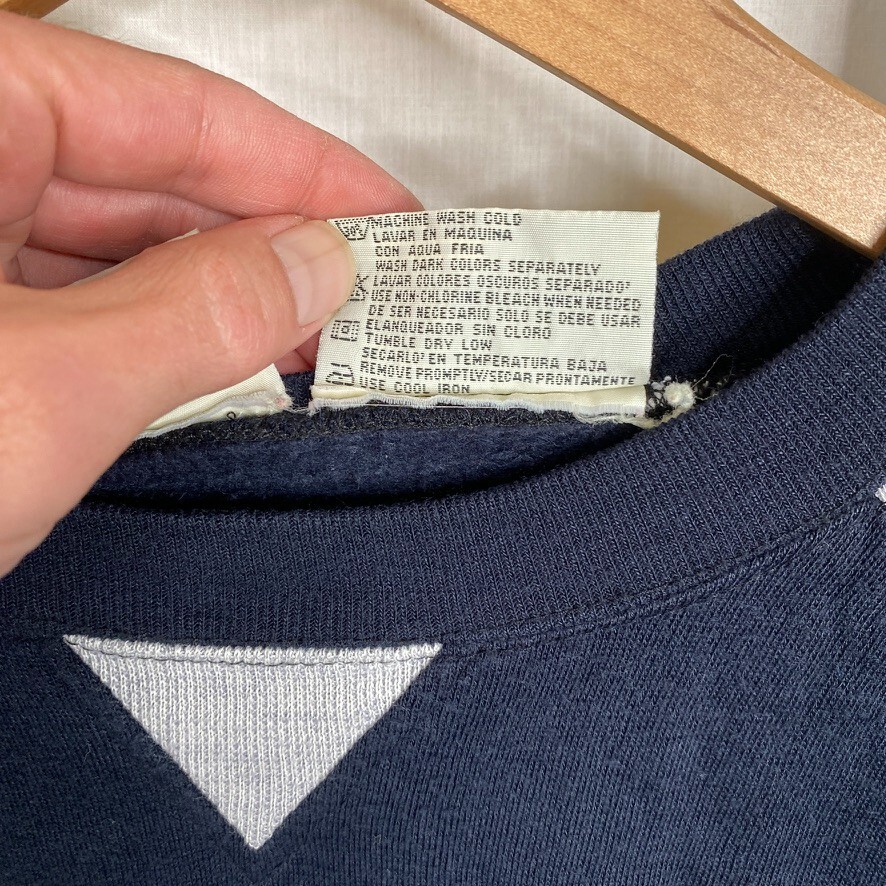 MACHINE WASH COLD
LAVAR EN MAQUINA
CON AQUA FRIA
WASH DARK COLORS SEPARATELY
LAVAR COLORES OSCUROS SEPARADO'
USE NON-CHLORINE BLEACH WHEN NEEDED
DE SER NECESARIO SOLO SE DEBE USAR
ELANQUEADOR SIN CLORO
TUMBLE DRY LOW
SECARLO' EN TEMPERATURA BAJA
REMOVE PROMPTLY/SECAR PRONTAMENTE
USE COOL IRON